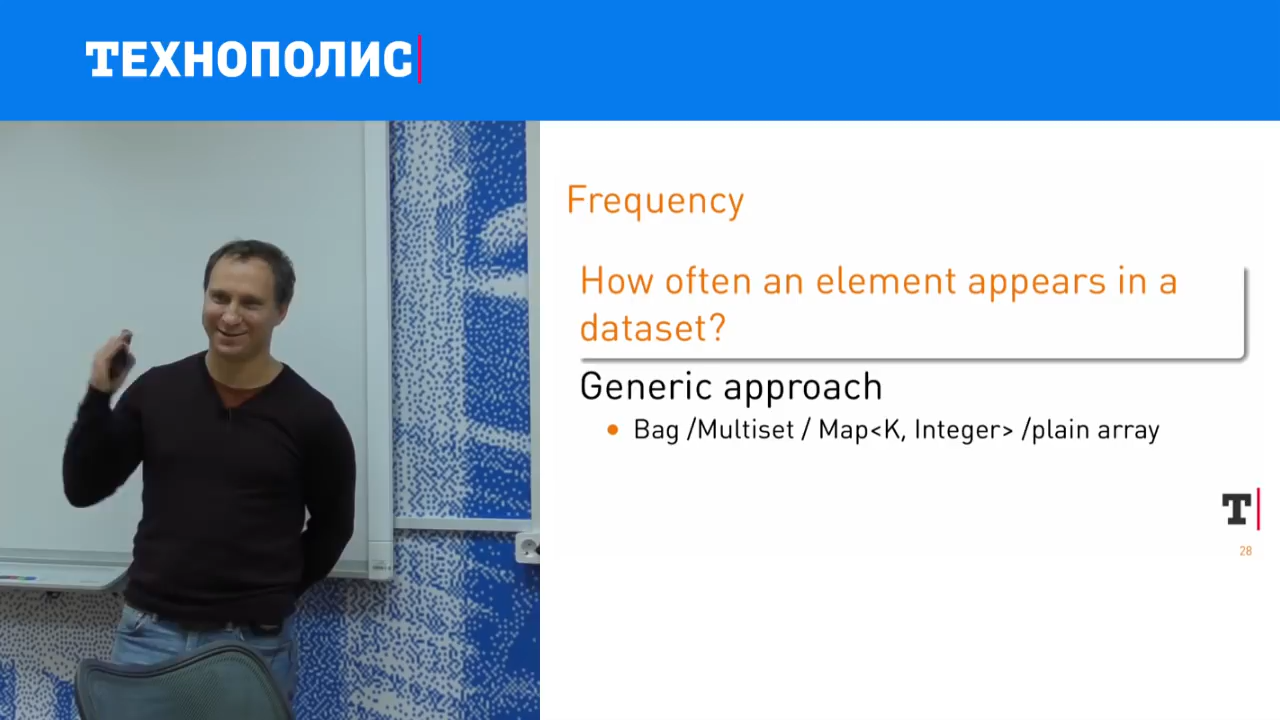 ТЕХНОПОЛИС
Frequency
How often an element appears in a
dataset?
Generic approach
Bag /Multiset / Map<K, Integer> /plain array
T
28